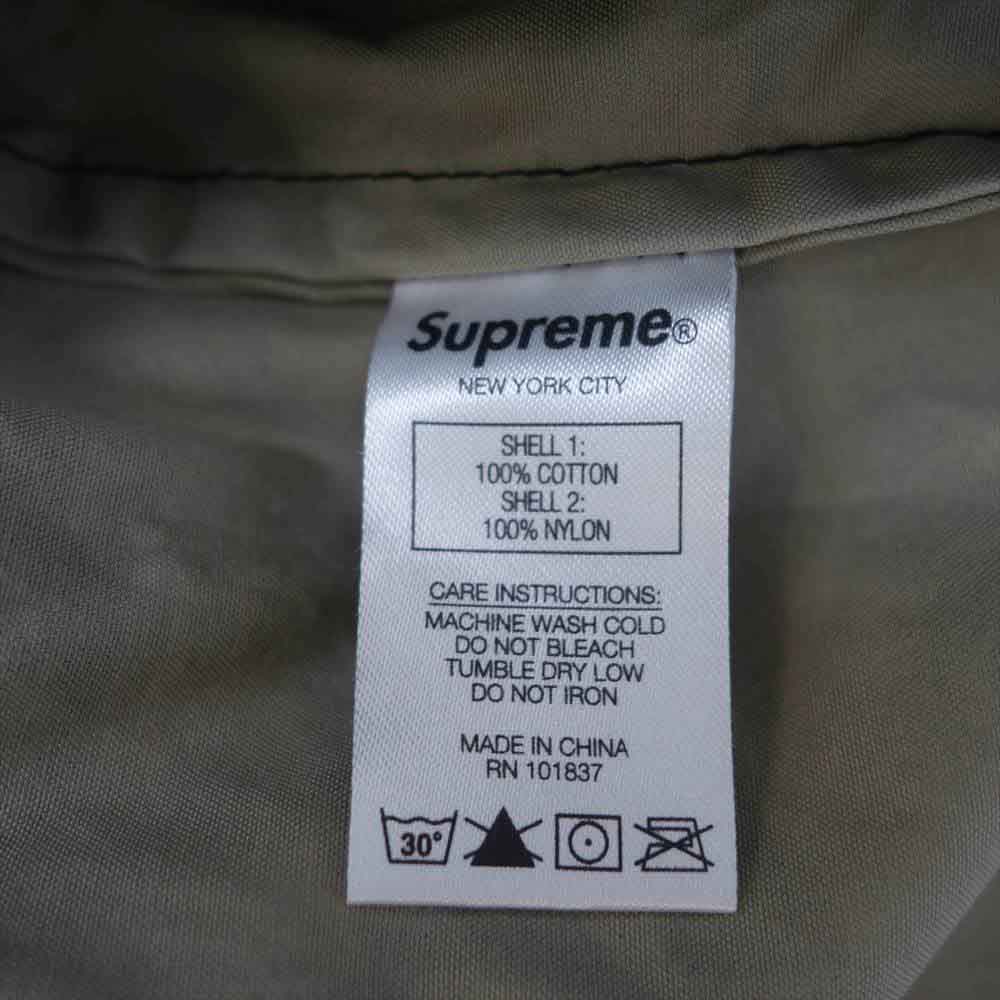 Supreme®
NEW YORK CITY
SHELL 1:
100% COTTON
SHELL 2:
100% NYLON
CARE INSTRUCTIONS:
MACHINE WASH COLD
DO NOT BLEACH
TUMBLE DRY LOW
DO NOT IRON
MADE IN CHINA
RN 101837
30°